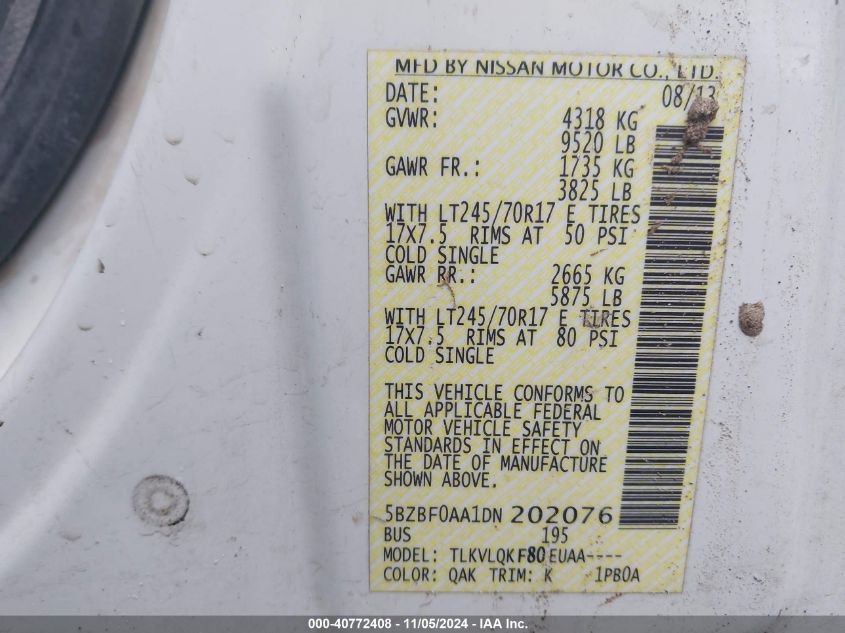 MFD BY NISSAN MOTOR CO., LTD.
DATE: 08/13
GVWR: 4318 KG
9520 LB
GAWR FR.: 1735 KG
3825 LB
WITH LT245/70R17 E TIRES
17X7.5 RIMS AT 50 PSI
COLD SINGLE
GAWR RR.: 2665 KG
5875 LB
WITH LT245/70R17 E TIRES
17X7.5 RIMS AT 80 PSI
COLD SINGLE
THIS VEHICLE CONFORMS TO
ALL APPLICABLE FEDERAL
MOTOR VEHICLE SAFETY
STANDARDS IN EFFECT ON
THE DATE OF MANUFACTURE
SHOWN ABOVE.
5BZBF0AA1DN 202076
BUS 195
MODEL: TLKVLQKF80EUAA----
COLOR: QAK TRIM: K 1PB0A
000-40772408 - 11/05/2024 - IAA Inc.